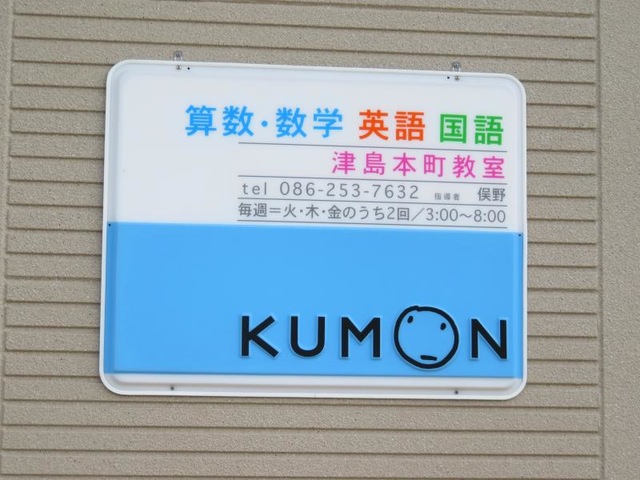 算数・数学 英語 国語
津島本町教室
tel 086-253-7632 指導者 俣野
毎週＝火・木・金のうち2回／3:00〜8:00
KUMON